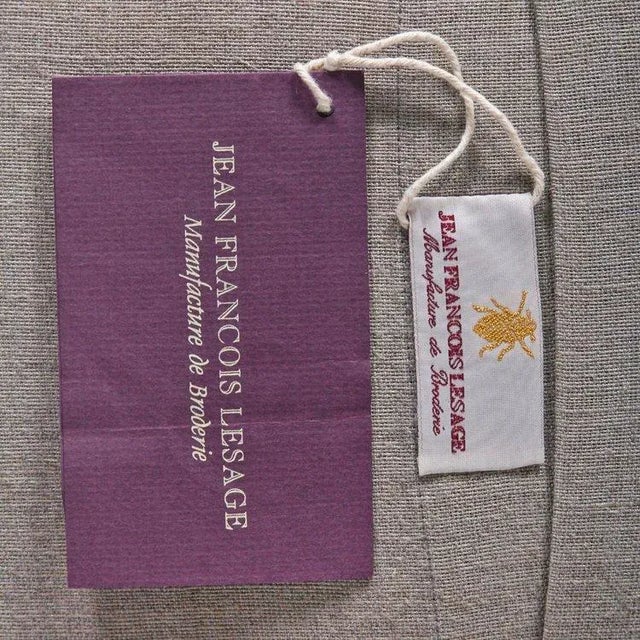 JEAN FRANCOIS LESAGE
Manufacture de Broderie
JEAN FRANCOIS LESAGE
Manufacture de Broderie